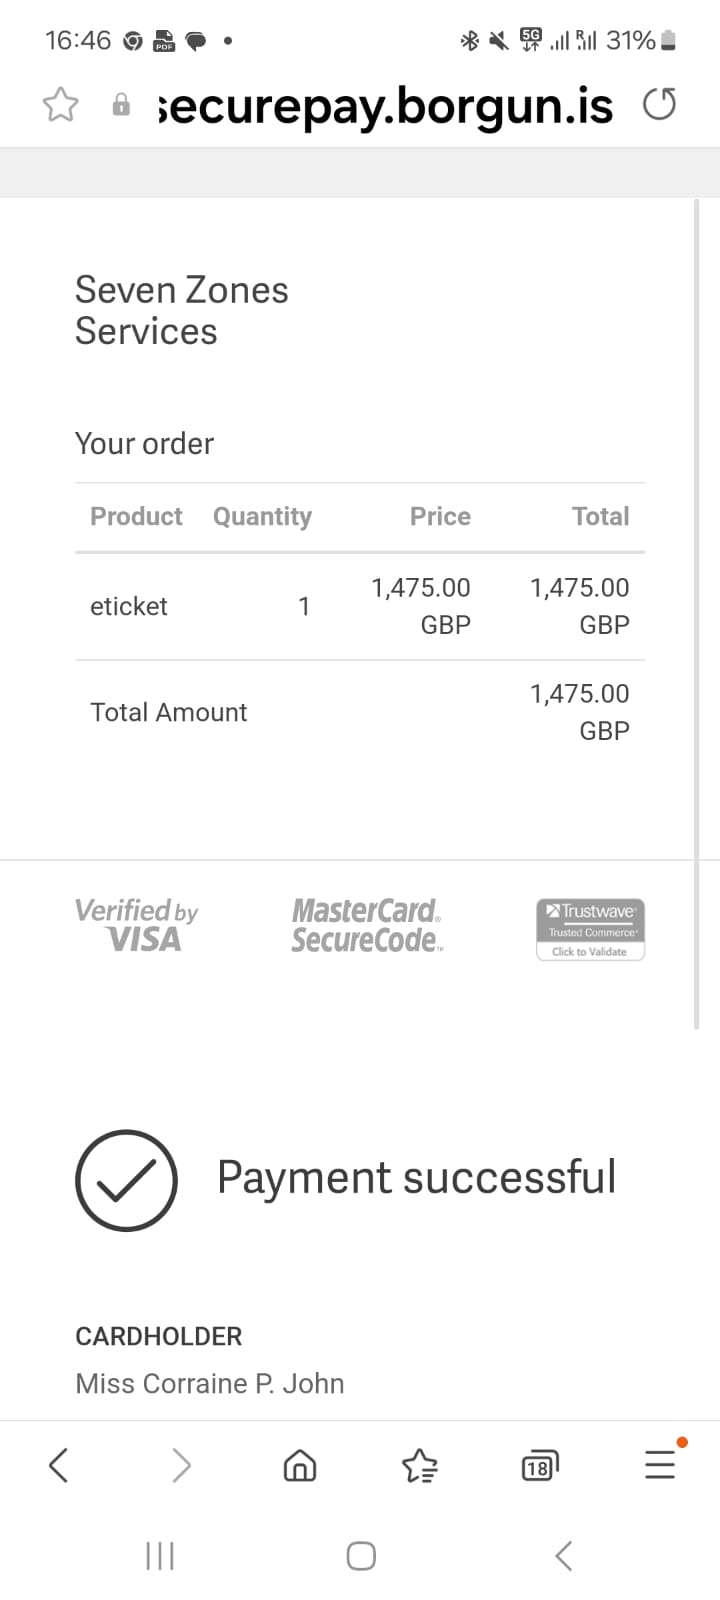 16:46 PDF 5G R 31%
securepay.borgun.is
Seven Zones
Services
Your order
Product Quantity Price Total
eticket 1 1,475.00 GBP 1,475.00 GBP
Total Amount 1,475.00 GBP
Verified by VISA
MasterCard. SecureCode.™
Trustwave®
Trusted Commerce℠
Click to Validate
Payment successful
CARDHOLDER
Miss Corraine P. John
18